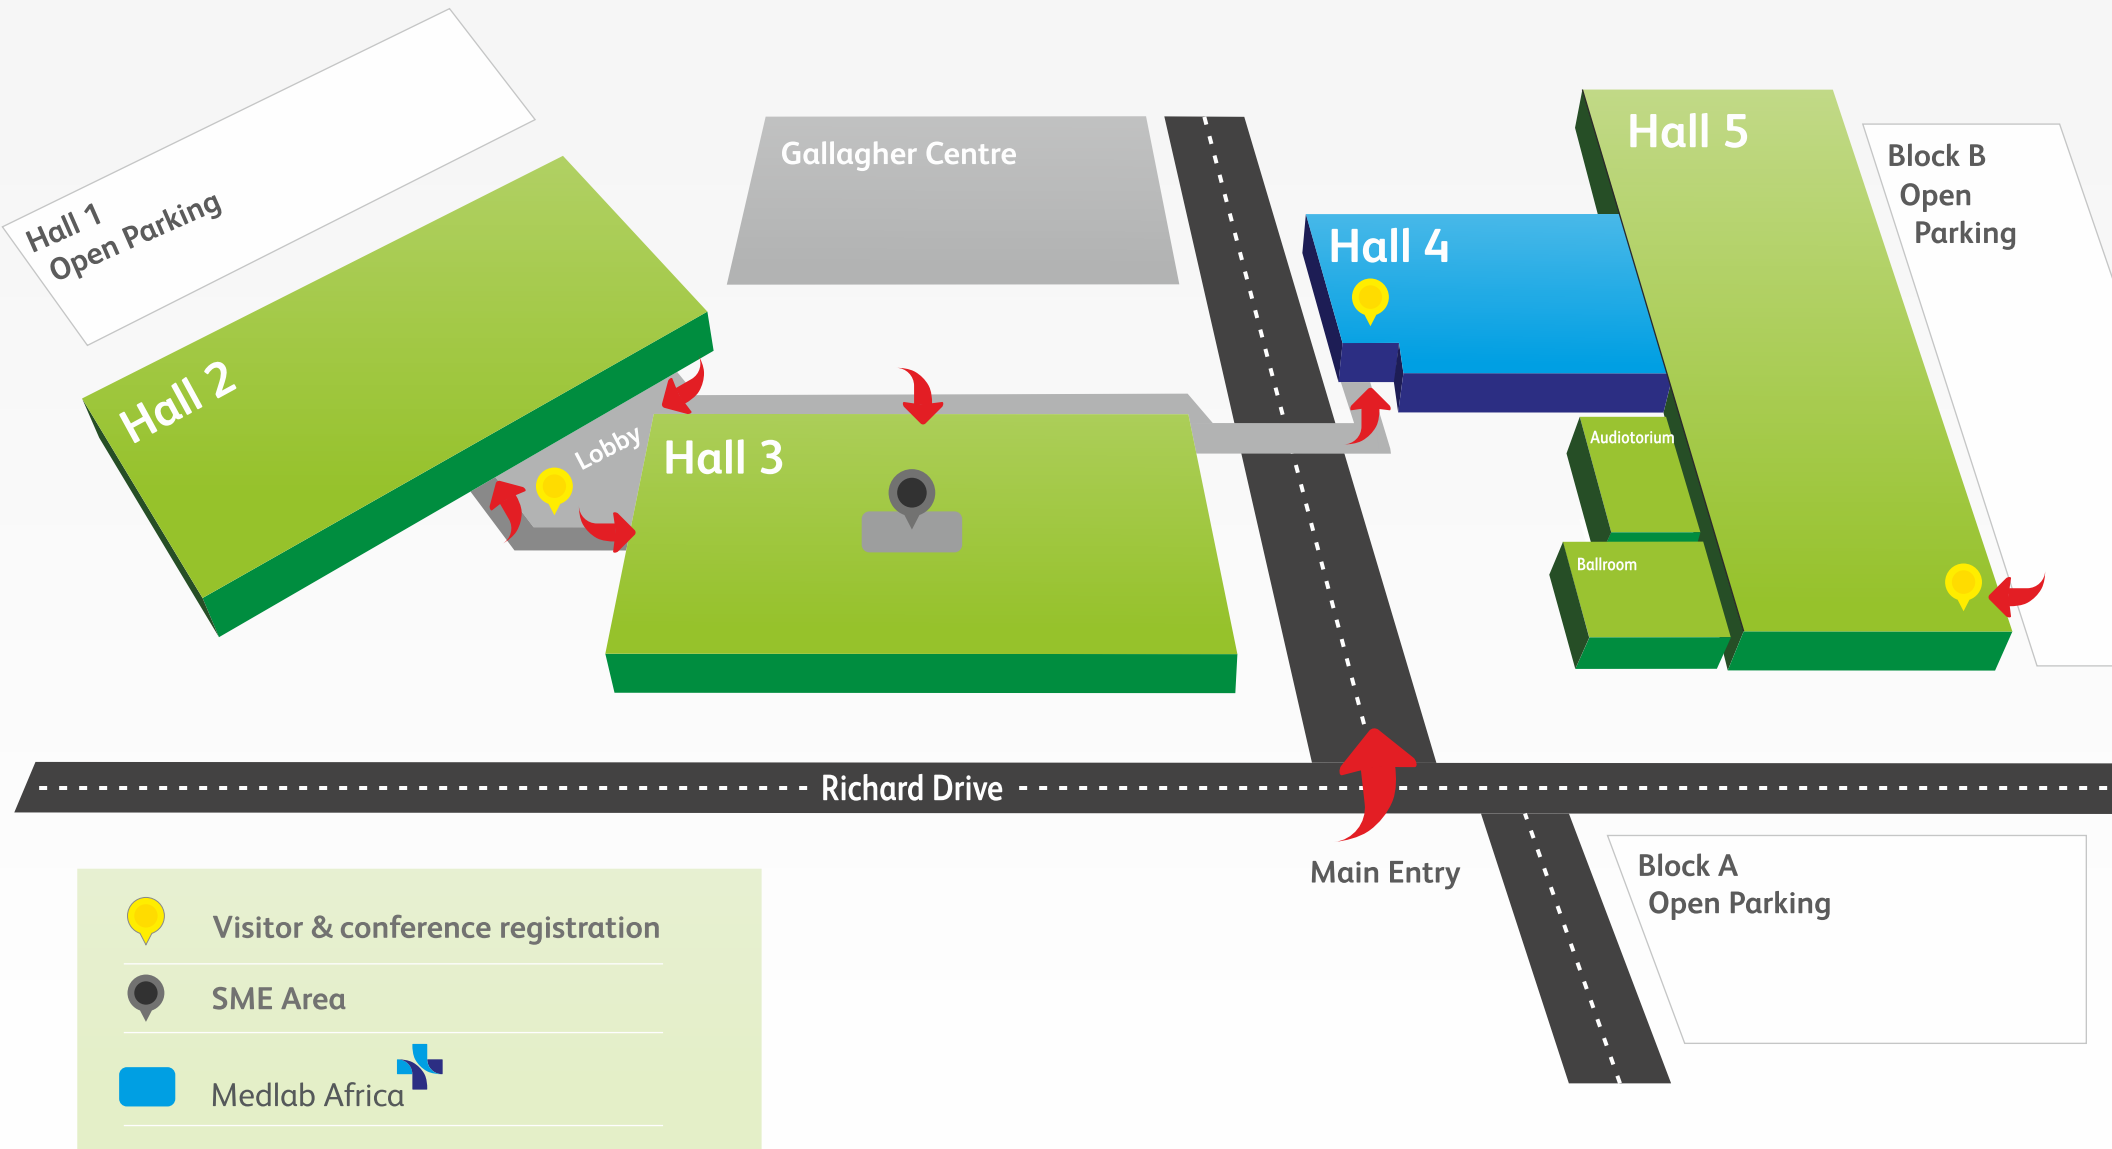 Hall 1
Open Parking
Hall 2
Lobby
Gallagher Centre
Hall 3
Hall 4
Hall 5
Block B
Open
Parking
Audiotorium
Ballroom
Richard Drive
Main Entry
Block A
Open Parking
Visitor & conference registration
SME Area
Medlab Africa